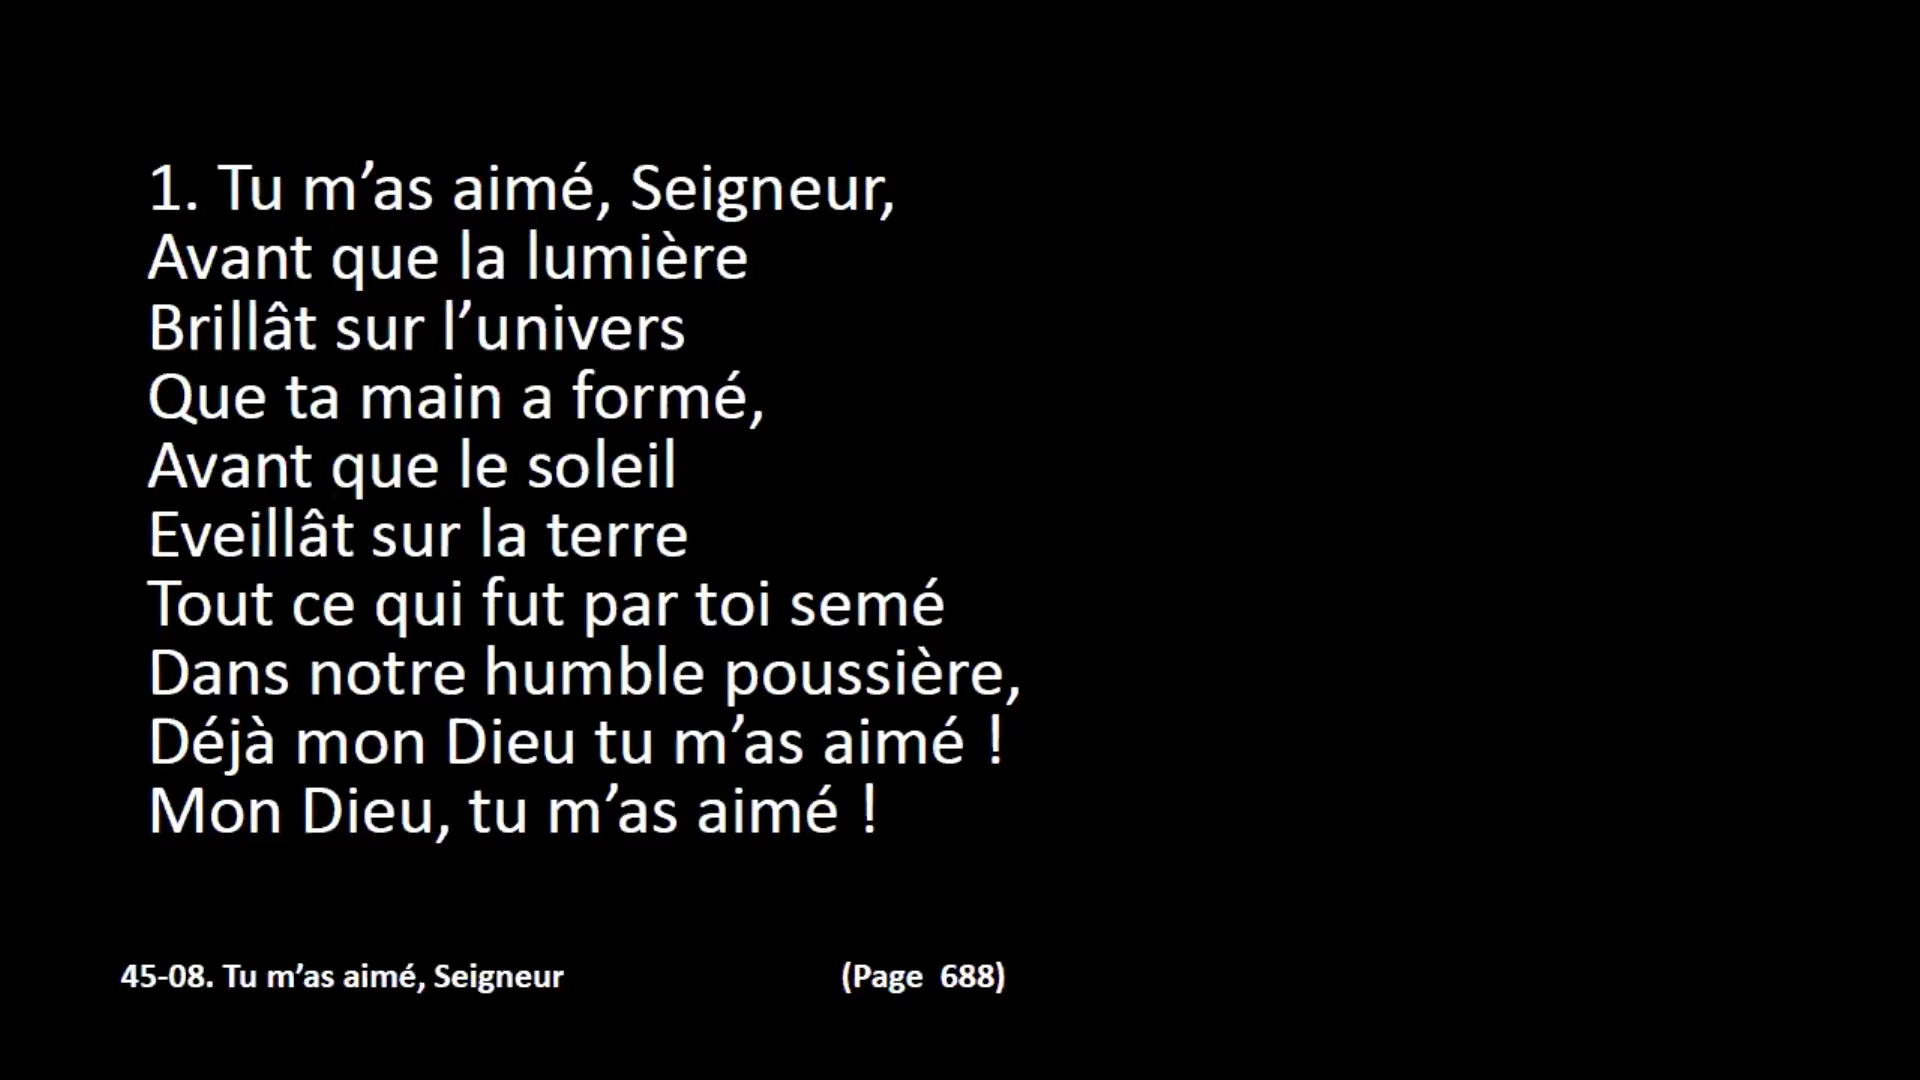 1. Tu m’as aimé, Seigneur,
Avant que la lumière
Brillât sur l’univers
Que ta main a formé,
Avant que le soleil
Eveillât sur la terre
Tout ce qui fut par toi semé
Dans notre humble poussière,
Déjà mon Dieu tu m’as aimé !
Mon Dieu, tu m’as aimé !
45-08. Tu m’as aimé, Seigneur (Page 688)